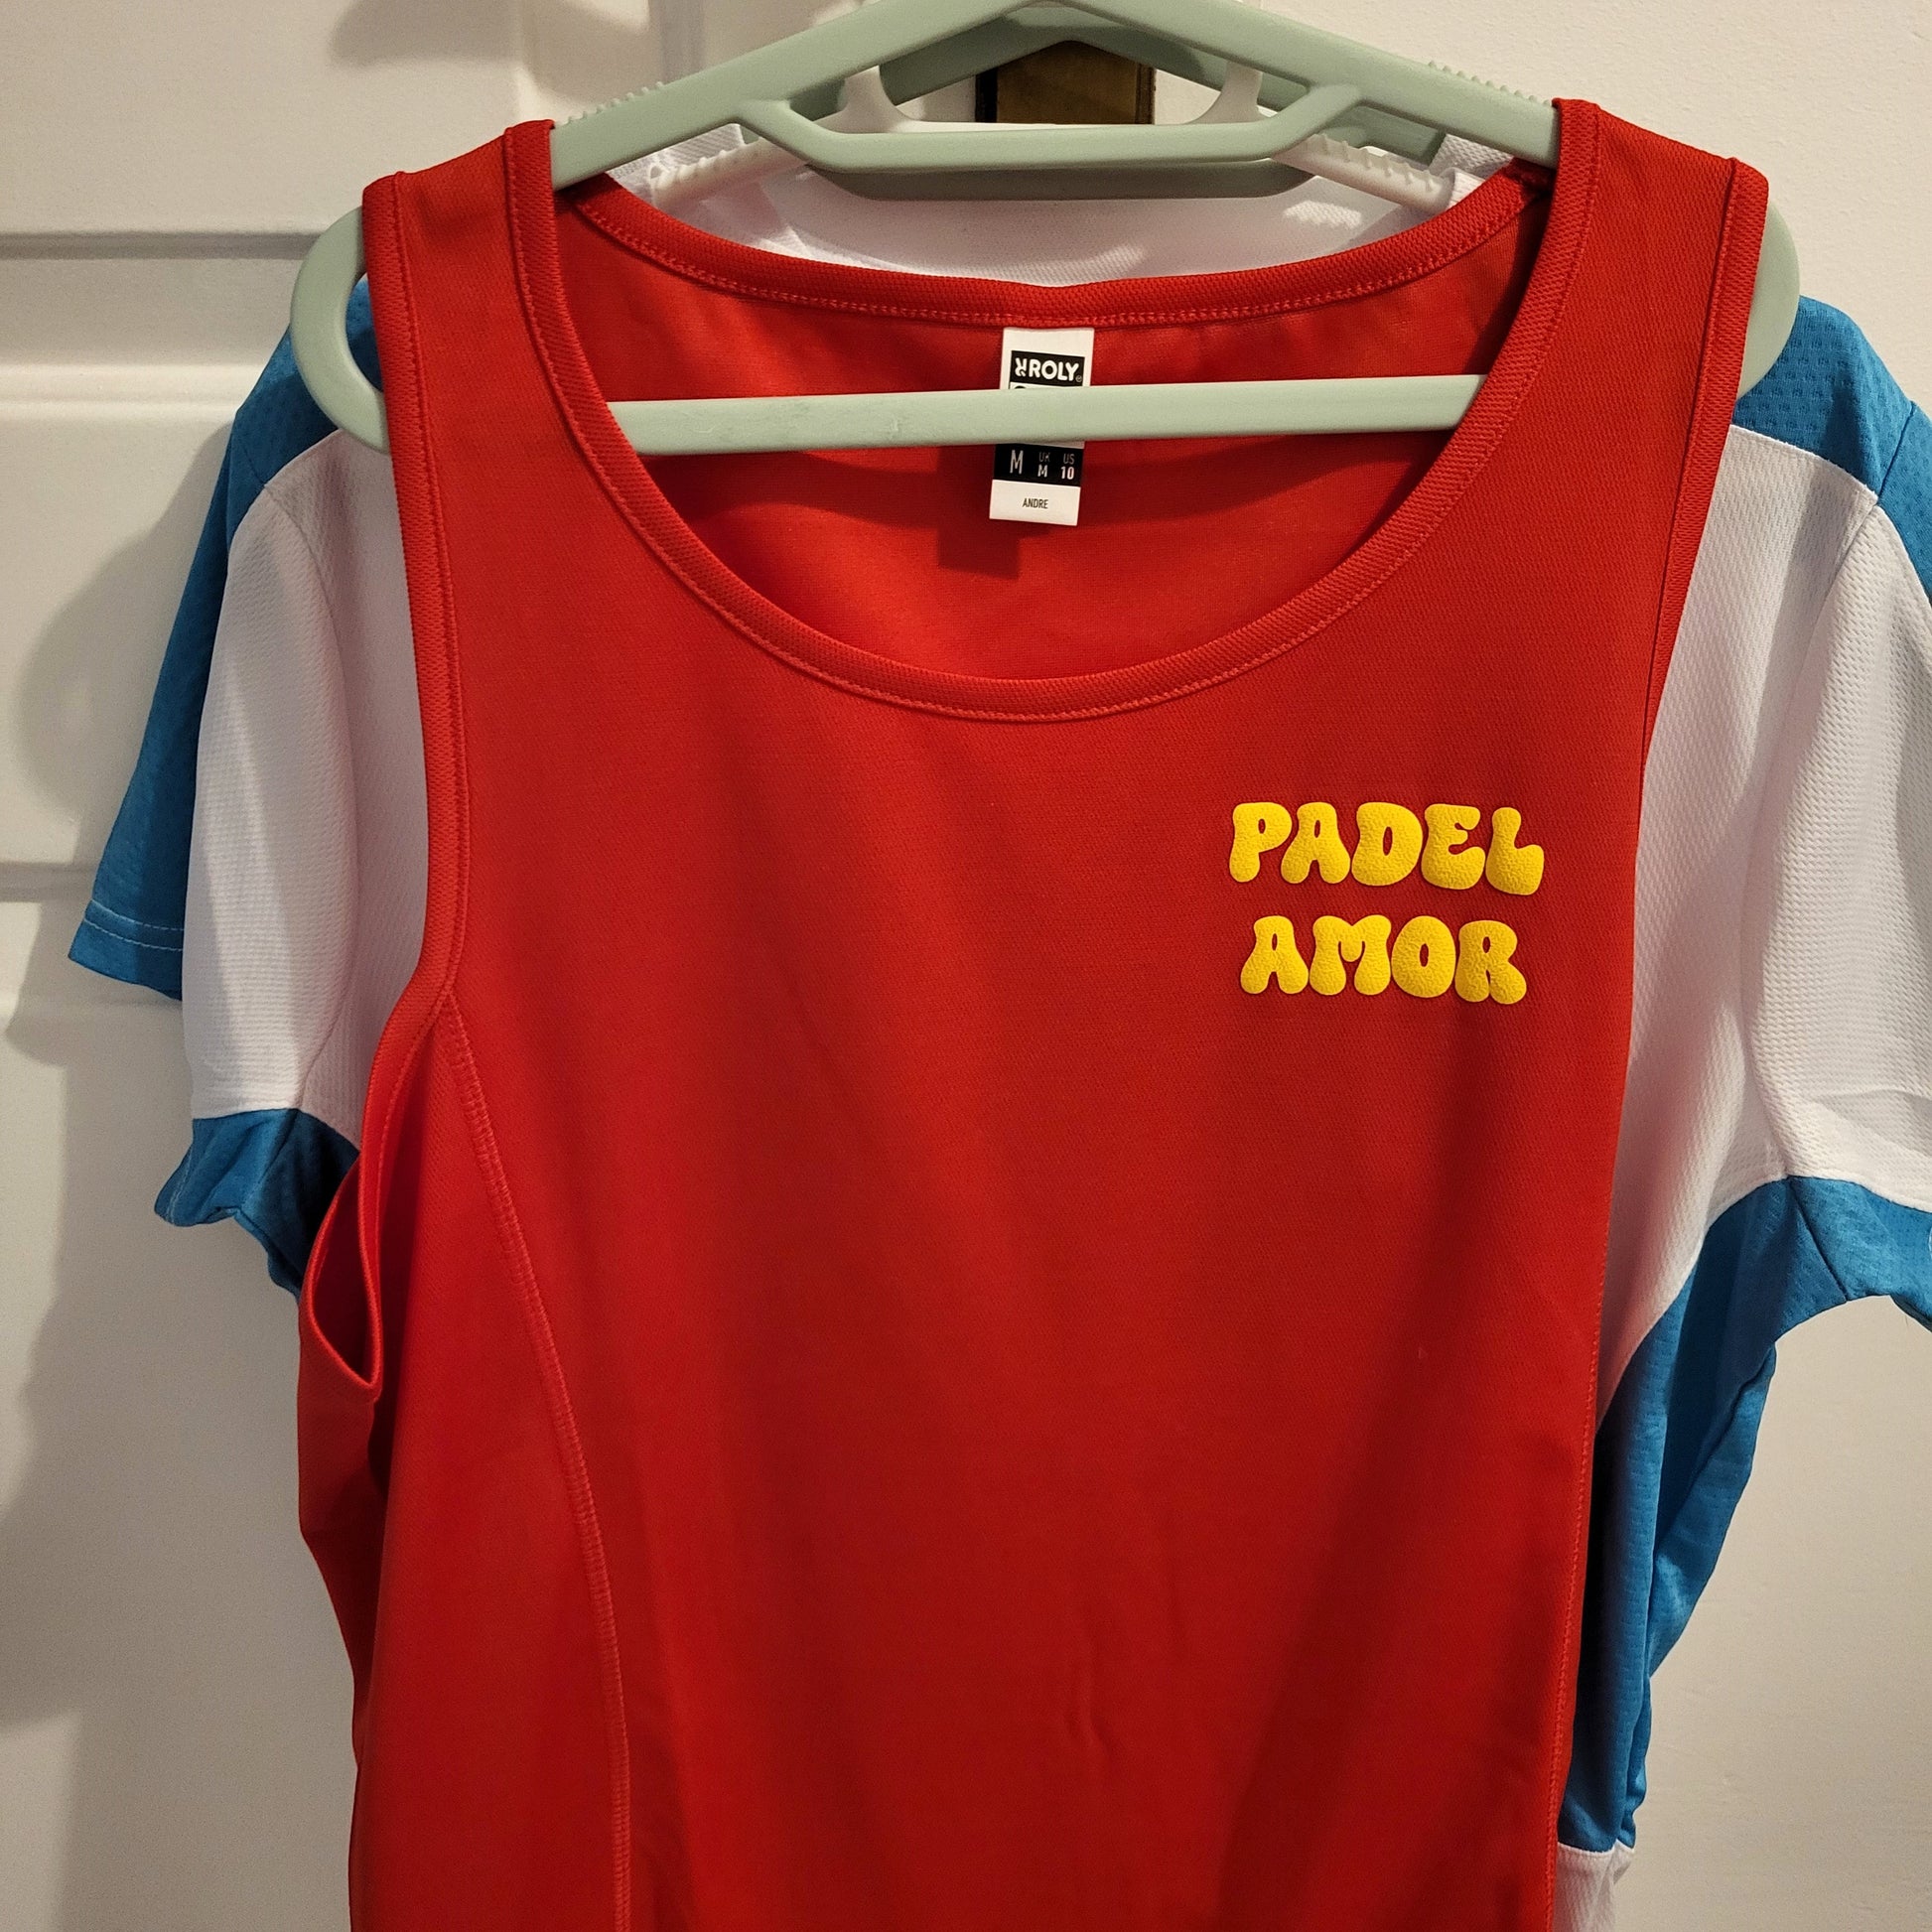 ROLY
M UK US
M 10
ANDRE
PADEL
AMOR